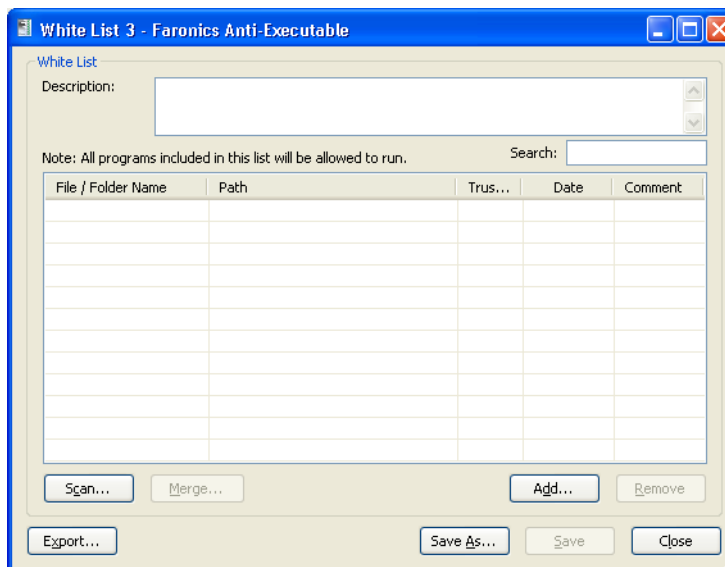 White List 3 - Faronics Anti-Executable
White List
Description:
Note: All programs included in this list will be allowed to run.
Search:
File / Folder Name Path Trus... Date Comment
Scan... Merge... Add... Remove
Export... Save As... Save Close